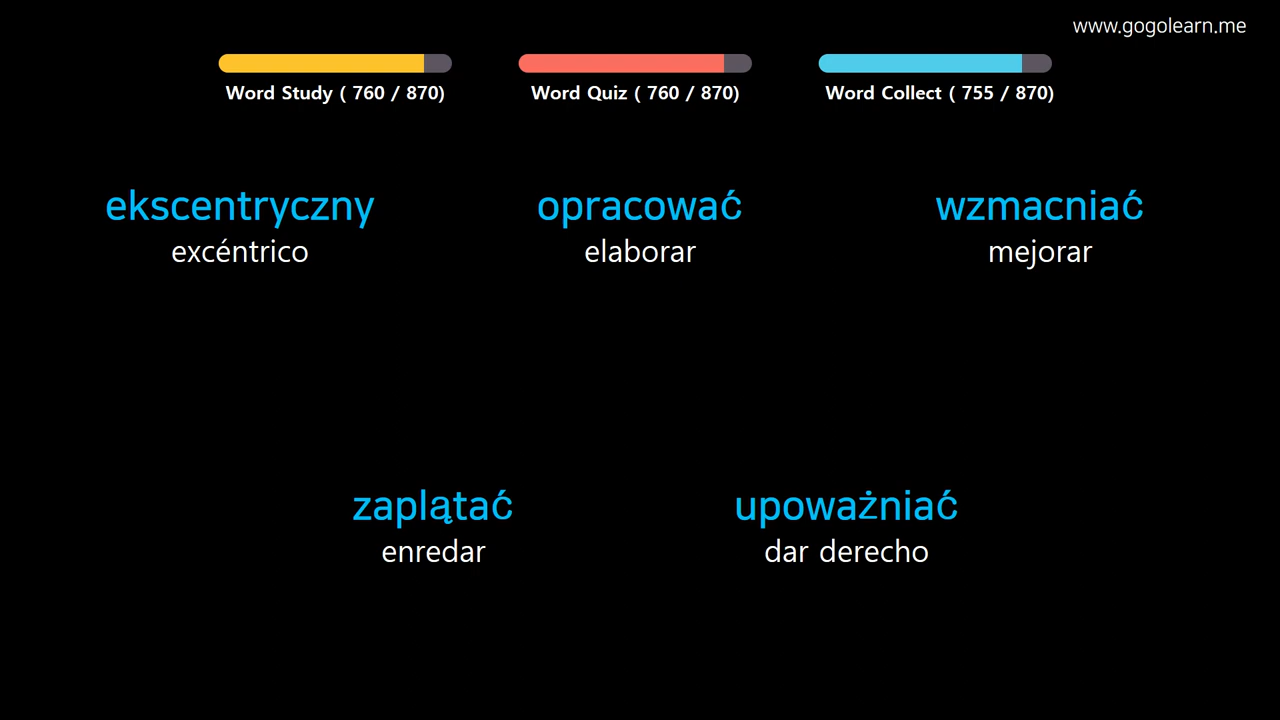 www.gogolearn.me
Word Study ( 760 / 870)
Word Quiz ( 760 / 870)
Word Collect ( 755 / 870)
ekscentryczny
excéntrico
opracować
elaborar
wzmacniać
mejorar
zaplątać
enredar
upoważniać
dar derecho